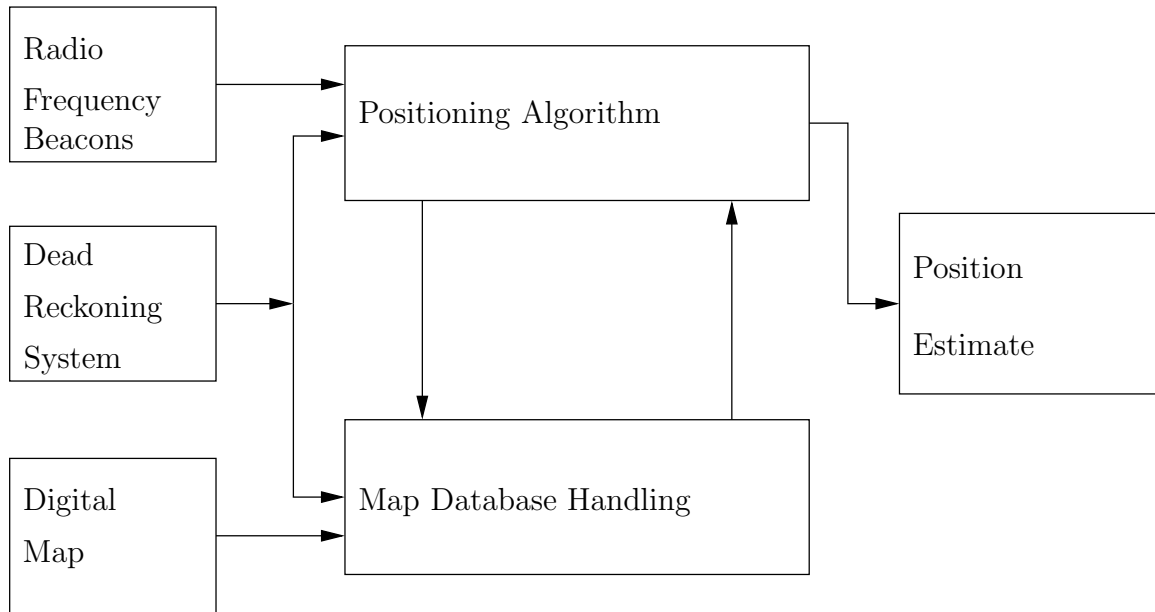 Radio
Frequency
Beacons
Positioning Algorithm
Dead
Reckoning
System
Position
Estimate
Digital
Map
Map Database Handling